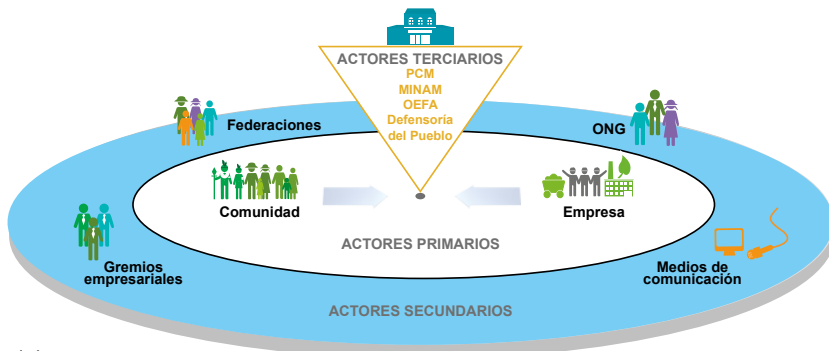 ACTORES TERCIARIOS
PCM
MINAM
OEFA
Defensoría
del Pueblo
Federaciones
ONG
Comunidad
Empresa
ACTORES PRIMARIOS
Gremios
empresariales
Medios de
comunicación
ACTORES SECUNDARIOS